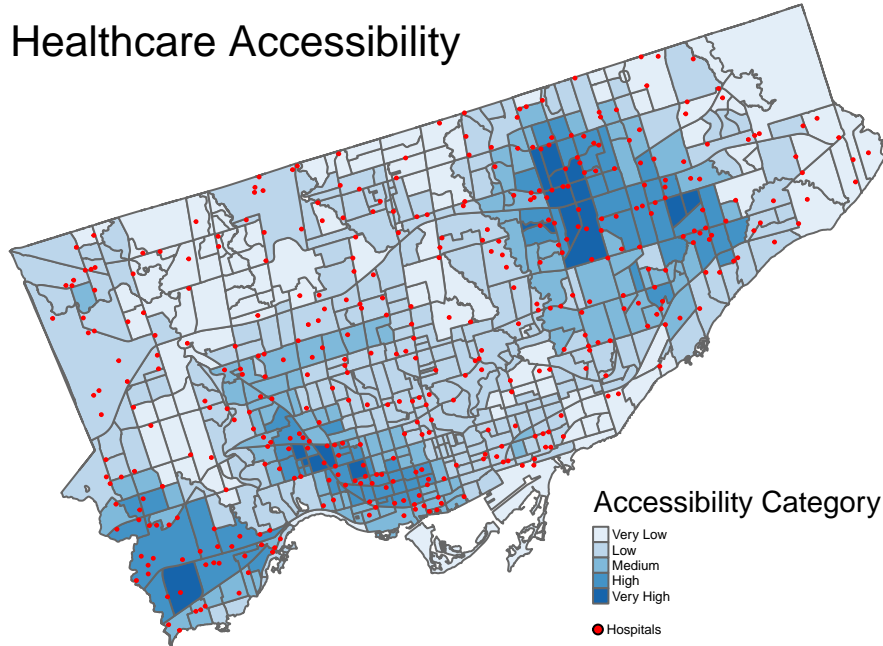 Healthcare Accessibility
Accessibility Category
Very Low
Low
Medium
High
Very High
Hospitals